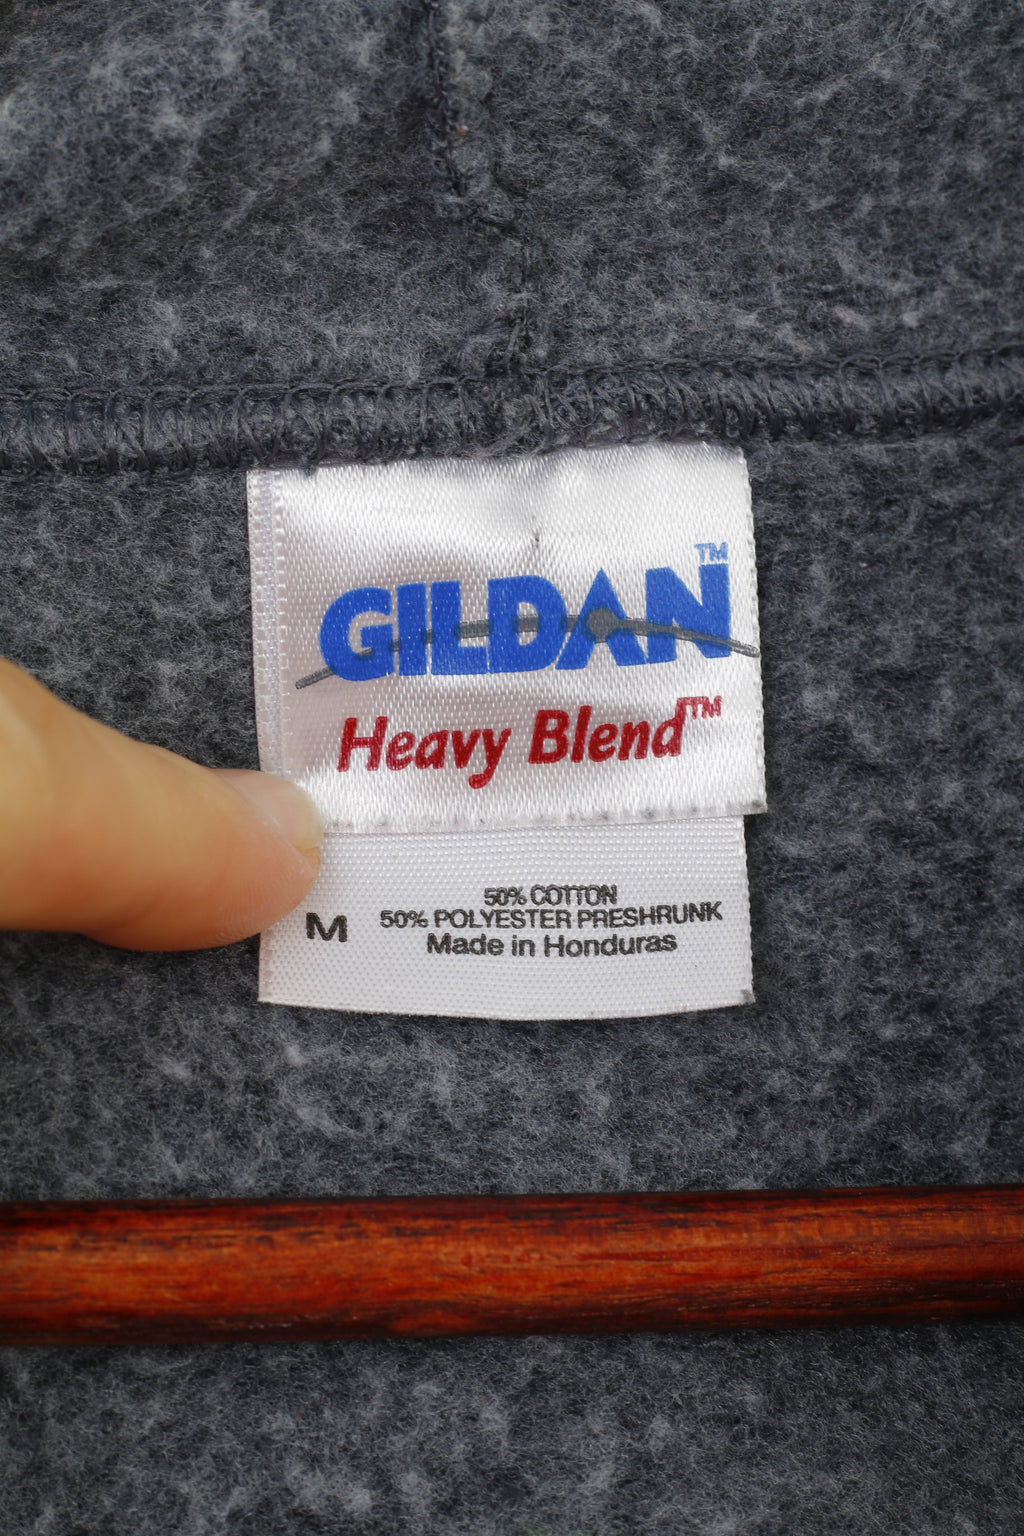 GILDAN™
Heavy Blend™
50% COTTON
M 50% POLYESTER PRESHRUNK
Made in Honduras